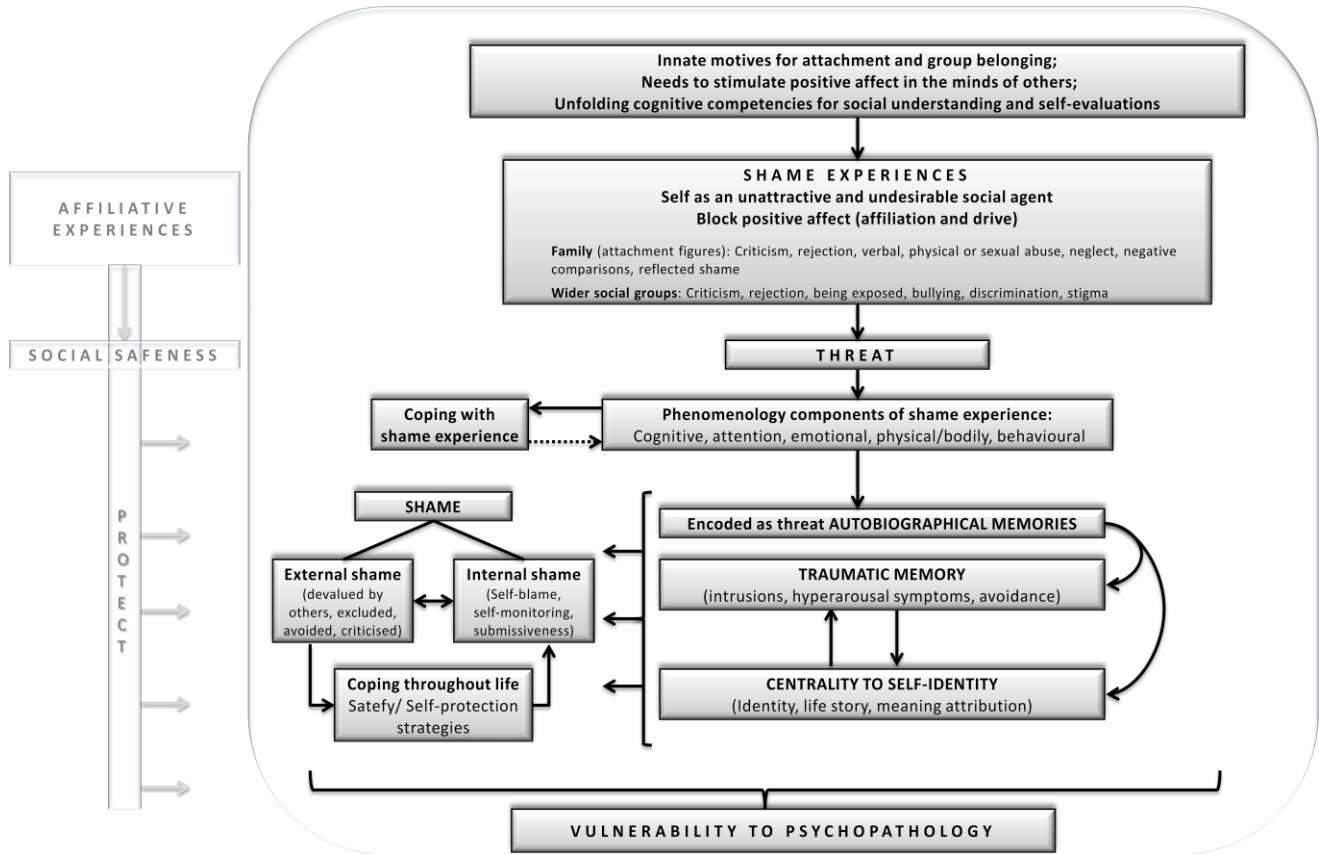 Innate motives for attachment and group belonging;
Needs to stimulate positive affect in the minds of others;
Unfolding cognitive competencies for social understanding and self-evaluations
SHAME EXPERIENCES
Self as an unattractive and undesirable social agent
Block positive affect (affiliation and drive)
Family (attachment figures): Criticism, rejection, verbal, physical or sexual abuse, neglect, negative
comparisons, reflected shame
Wider social groups: Criticism, rejection, being exposed, bullying, discrimination, stigma
AFFILIATIVE
EXPERIENCES
SOCIAL SAFENESS
PROTECT
THREAT
Coping with
shame experience
Phenomenology components of shame experience:
Cognitive, attention, emotional, physical/bodily, behavioural
SHAME
External shame
(devalued by
others, excluded,
avoided, criticised)
Internal shame
(Self-blame,
self-monitoring,
submissiveness)
Coping throughout life
Satefy/ Self-protection
strategies
Encoded as threat AUTOBIOGRAPHICAL MEMORIES
TRAUMATIC MEMORY
(intrusions, hyperarousal symptoms, avoidance)
CENTRALITY TO SELF-IDENTITY
(Identity, life story, meaning attribution)
VULNERABILITY TO PSYCHOPATHOLOGY